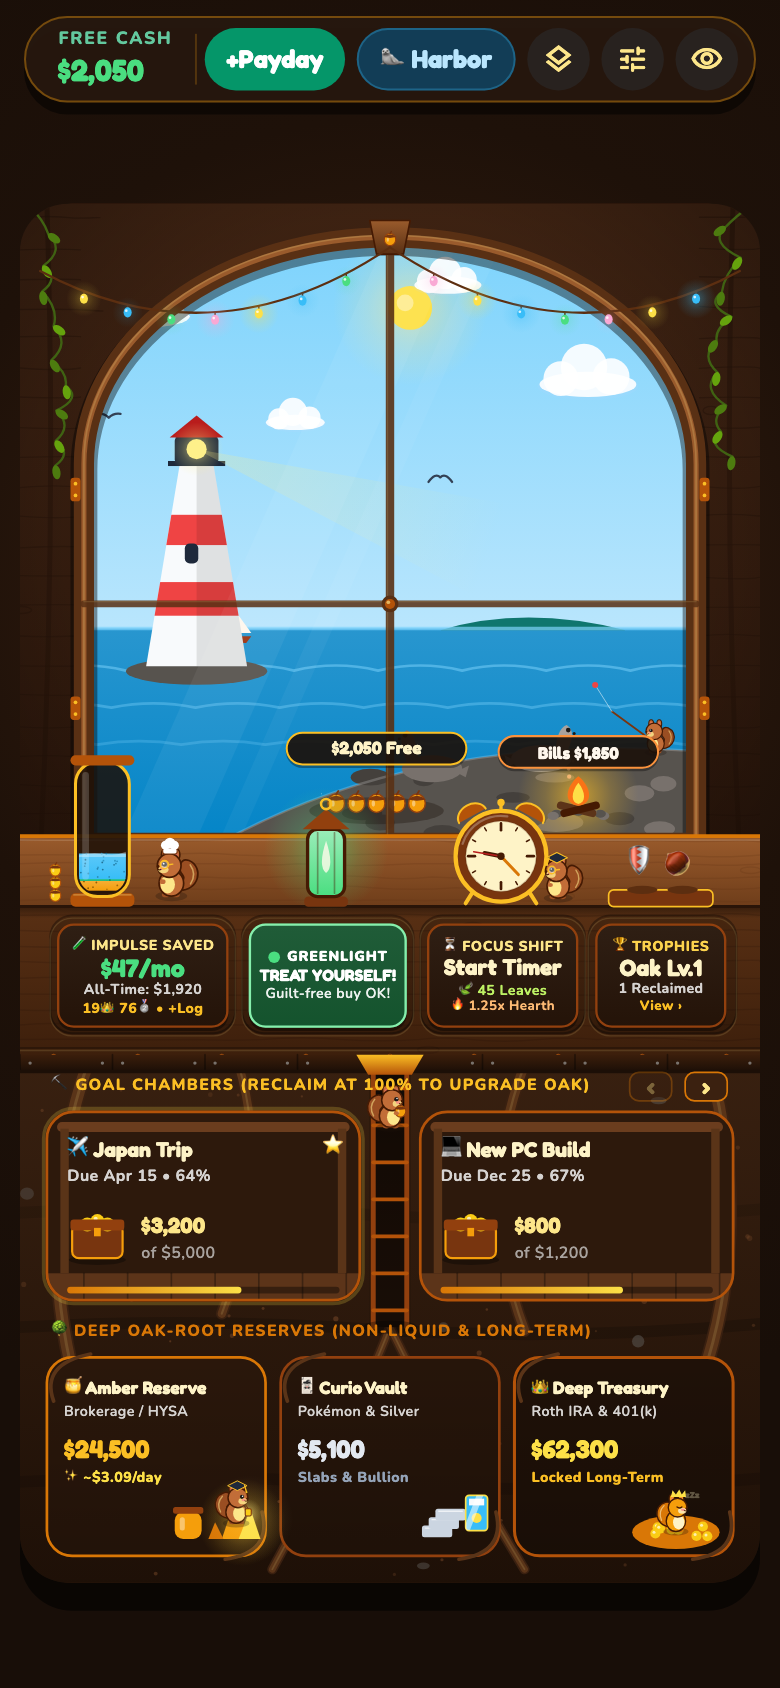 FREE CASH
$2,050
+Payday
Harbor
$2,050 Free
Bills $1,850
IMPULSE SAVED
$47/mo
All-Time: $1,920
19 76 • +Log
GREENLIGHT
TREAT YOURSELF!
Guilt-free buy OK!
FOCUS SHIFT
Start Timer
45 Leaves
1.25x Hearth
TROPHIES
Oak Lv.1
1 Reclaimed
View ›
GOAL CHAMBERS (RECLAIM AT 100% TO UPGRADE OAK)
‹ ›
Japan Trip
Due Apr 15 • 64%
$3,200
of $5,000
New PC Build
Due Dec 25 • 67%
$800
of $1,200
DEEP OAK-ROOT RESERVES (NON-LIQUID & LONG-TERM)
Amber Reserve
Brokerage / HYSA
$24,500
~$3.09/day
Curio Vault
Pokémon & Silver
$5,100
Slabs & Bullion
Deep Treasury
Roth IRA & 401(k)
$62,300
Locked Long-Term